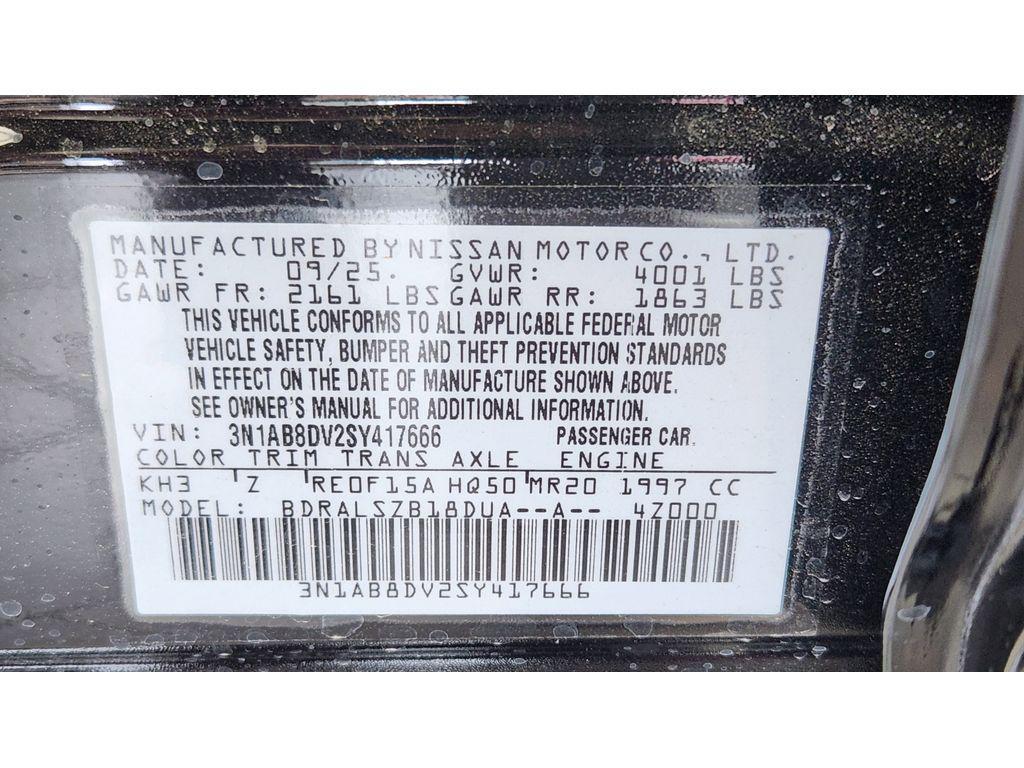 MANUFACTURED BY NISSAN MOTOR CO., LTD.
DATE: 09/25. GVWR: 4001 LBS
GAWR FR: 2161 LBS GAWR RR: 1863 LBS
THIS VEHICLE CONFORMS TO ALL APPLICABLE FEDERAL MOTOR
VEHICLE SAFETY, BUMPER AND THEFT PREVENTION STANDARDS
IN EFFECT ON THE DATE OF MANUFACTURE SHOWN ABOVE.
SEE OWNER'S MANUAL FOR ADDITIONAL INFORMATION.
VIN: 3N1AB8DV2SY417666 PASSENGER CAR.
COLOR TRIM TRANS AXLE ENGINE
KH3 Z RE0F15A HQ50 MR20 1997 CC
MODEL: BDRALSZB18DUA--A-- 4Z000
3N1AB8DV2SY417666